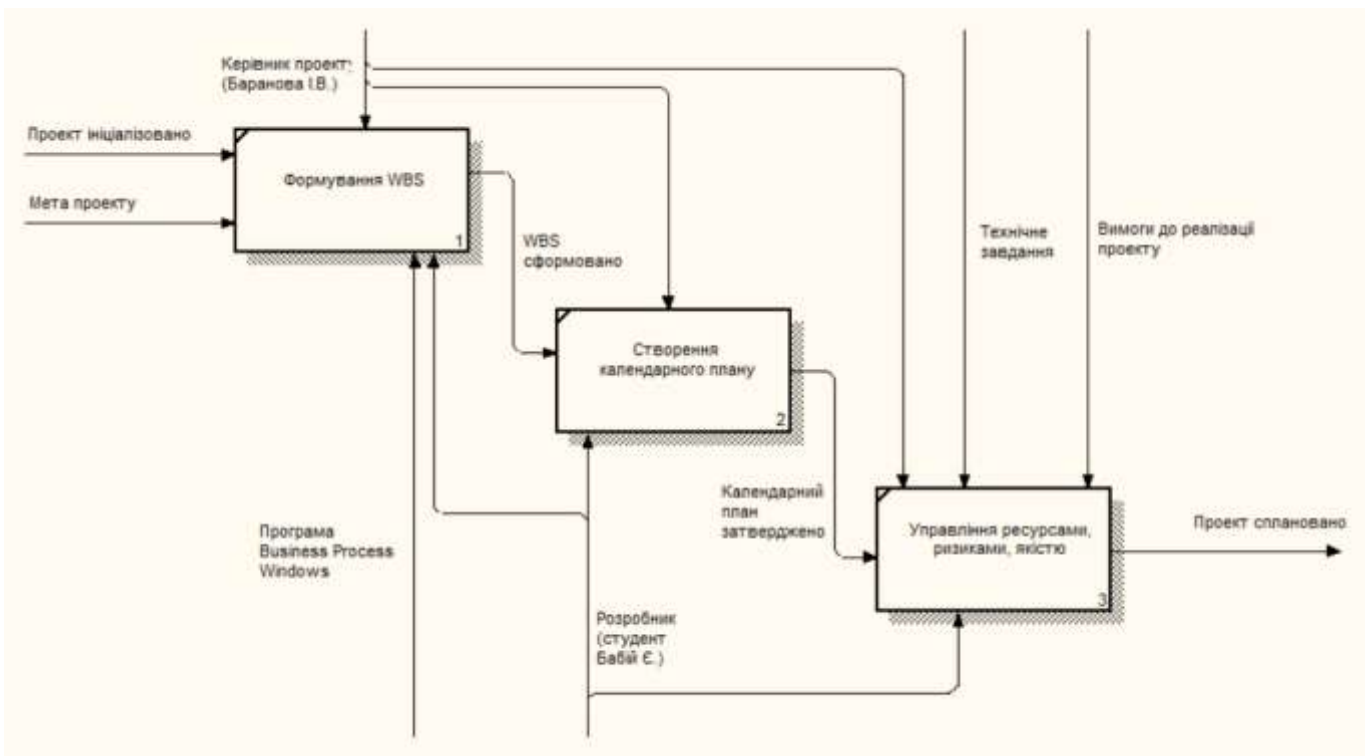 Керівник проекту
(Баранова І.В.)
Проект ініціалізовано
Мета проекту
Формування WBS
1
WBS
сформовано
Технічне
завдання
Вимоги до реалізації
проекту
Створення
календарного плану
2
Календарний
план
затверджено
Управління ресурсами,
ризиками, якістю
3
Проект сплановано
Програма
Business Process
Windows
Розробник
(студент
Бабій Є.)